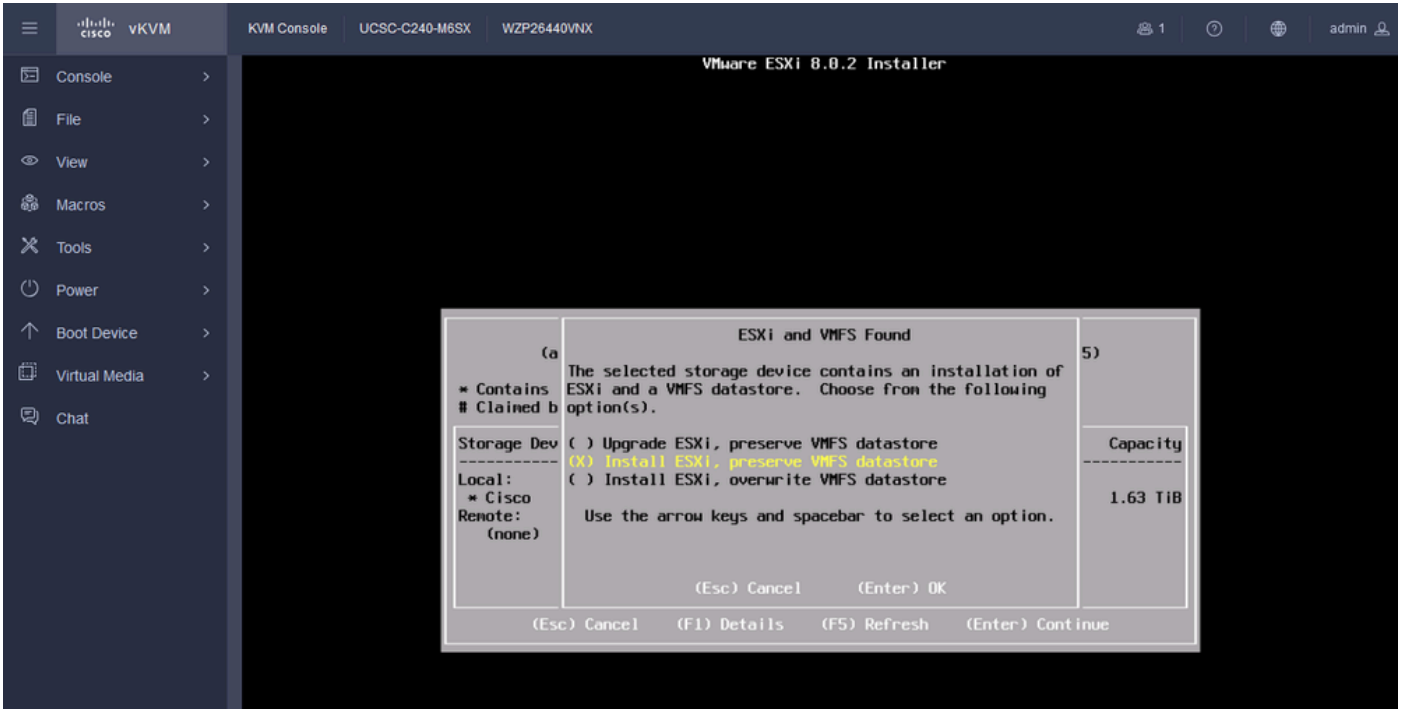 cisco vKVM
KVM Console UCSC-C240-M6SX WZP26440VNX 1 ? admin
Console
File
View
Macros
Tools
Power
Boot Device
Virtual Media
Chat
VMware ESXi 8.0.2 Installer
ESXi and VMFS Found
(a 5)
The selected storage device contains an installation of
* Contains ESXi and a VMFS datastore. Choose from the following
# Claimed b option(s).
Storage Dev ( ) Upgrade ESXi, preserve VMFS datastore Capacity
----------- (X) Install ESXi, preserve VMFS datastore -----------
Local: ( ) Install ESXi, overwrite VMFS datastore
* Cisco 1.63 TiB
Remote: Use the arrow keys and spacebar to select an option.
(none)
(Esc) Cancel (Enter) OK
(Esc) Cancel (F1) Details (F5) Refresh (Enter) Continue